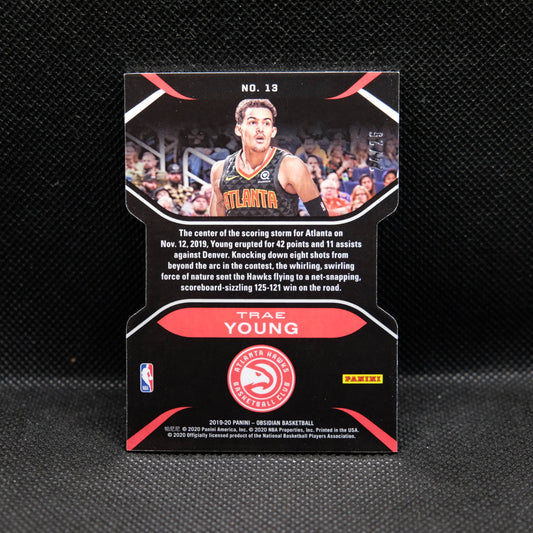 NO. 13
ATLANTA
The center of the scoring storm for Atlanta on
Nov. 12, 2019, Young erupted for 42 points and 11 assists
against Denver. Knocking down eight shots from
beyond the arc in the contest, the whirling, swirling
force of nature sent the Hawks flying to a net-snapping,
scoreboard-sizzling 125-121 win on the road.
TRAE
YOUNG
ATLANTA HAWKS
BASKETBALL CLUB
NBA
PANINI
2019-20 PANINI – OBSIDIAN BASKETBALL
© 2020 Panini America, Inc. © 2020 NBA Properties, Inc. Printed in the USA.
© 2020 Officially licensed product of the National Basketball Players Association.